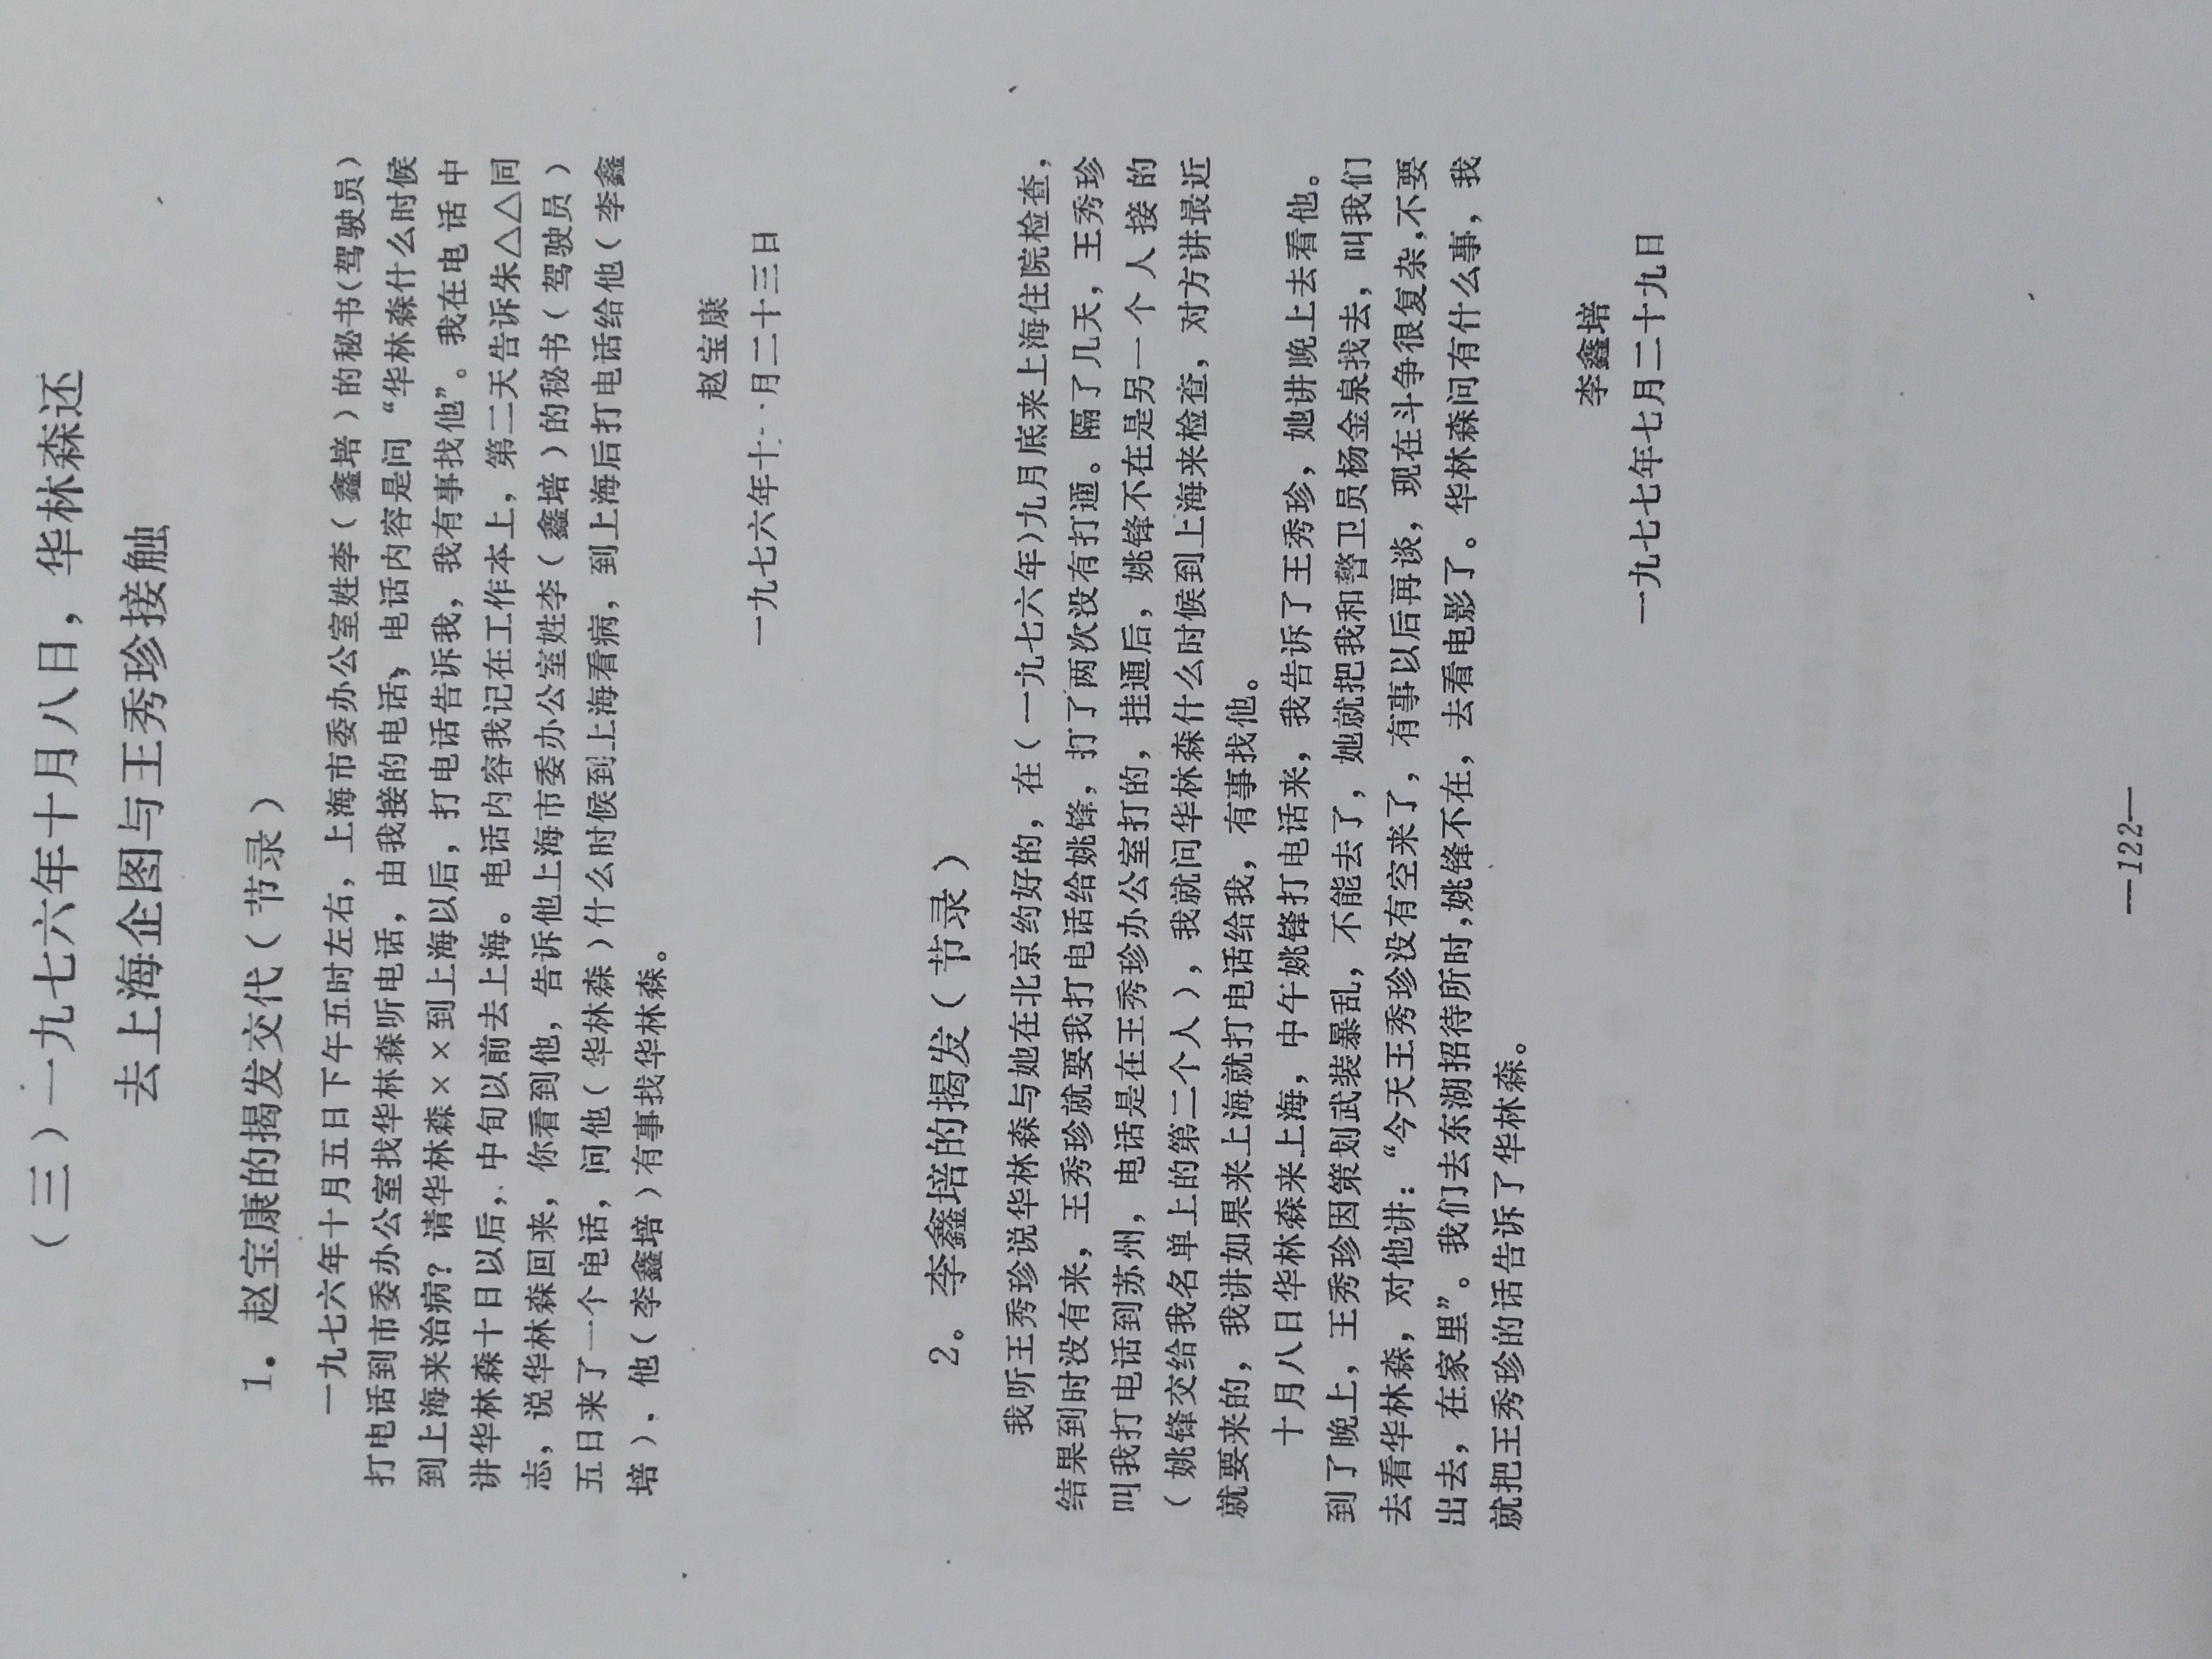 （三）一九七六年十月八日，华林森还
去上海企图与王秀珍接触
1．赵宝康的揭发交代（节录）
一九七六年十月五日下午五时左右，上海市委办公室姓李（鑫培）的秘书（驾驶员）
打电话到市委办公室找华林森听电话，由我接的电话，电话内容是问“华林森什么时候
到上海来治病？请华林森××到上海以后，打电话告诉我，我有事找他”。我在电话中
讲华林森十日以后，中旬以前去上海。电话内容我记在工作本上，第二天告诉朱△△同
志，说华林森回来，你看到他，告诉他上海市委办公室姓李（鑫培）的秘书（驾驶员）
五日来了一个电话，问他（华林森）什么时候到上海看病，到上海后打电话给他（李鑫
培）．他（李鑫培）有事找华林森。
赵宝康
一九七六年十一月二十三日
2。李鑫培的揭发（节录）
我听王秀珍说华林森与她在北京约好的，在（一九七六年）九月底来上海住院检查，
结果到时没有来，王秀珍就要我打电话给姚锋，打了两次没有打通。隔了几天，王秀珍
叫我打电话到苏州，电话是在王秀珍办公室打的，挂通后，姚锋不在是另一个人接的
（姚锋交给我名单上的第二个人），我就问华林森什么时候到上海来检查，对方讲最近
就要来的，我讲如果来上海就打电话给我，有事找他。
十月八日华林森来上海，中午姚锋打电话来，我告诉了王秀珍，她讲晚上去看他。
到了晚上，王秀珍因策划武装暴乱，不能去了，她就把我和警卫员杨金泉找去，叫我们
去看华林森，对他讲：“今天王秀珍没有空来了，有事以后再谈，现在斗争很复杂，不要
出去，在家里”。我们去东湖招待所时，姚锋不在，去看电影了。华林森问有什么事，我
就把王秀珍的话告诉了华林森。
李鑫培
一九七七年七月二十九日
—122—